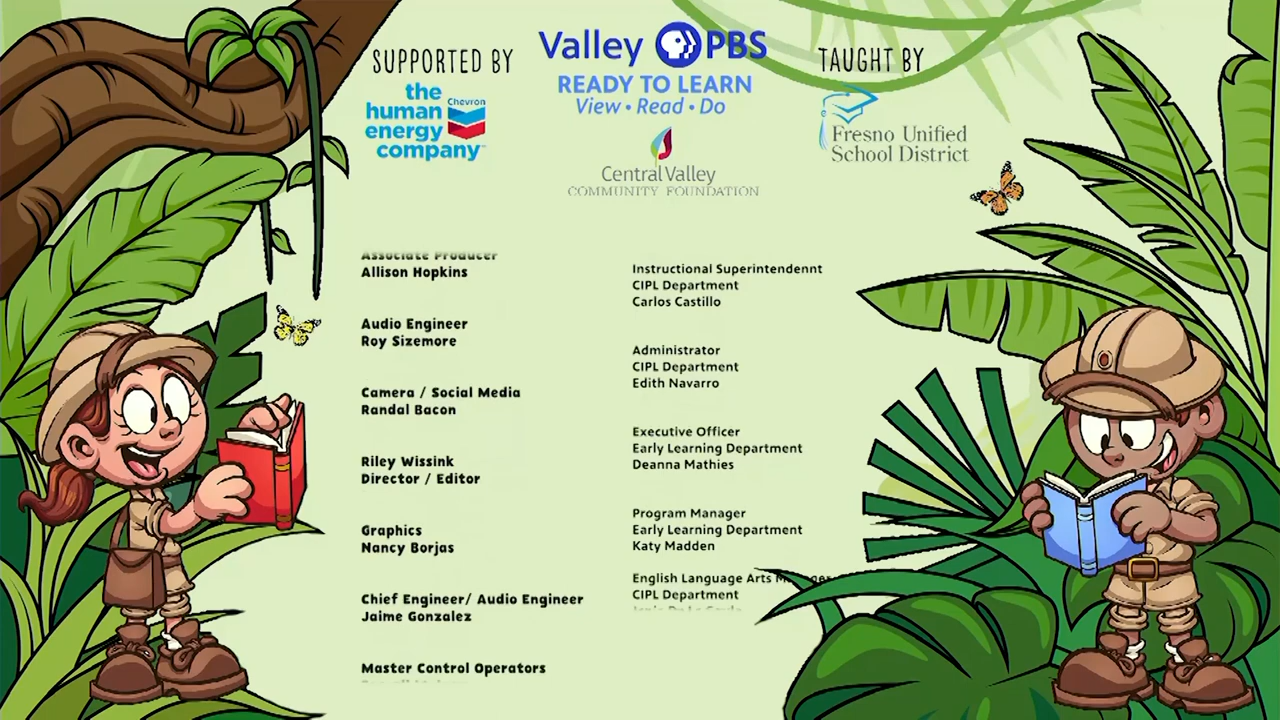 SUPPORTED BY
the
human
energy
company
Chevron
Valley PBS
READY TO LEARN
View • Read • Do
Central Valley
COMMUNITY FOUNDATION
TAUGHT BY
Fresno Unified
School District
Associate Producer
Allison Hopkins
Audio Engineer
Roy Sizemore
Camera / Social Media
Randal Bacon
Riley Wissink
Director / Editor
Graphics
Nancy Borjas
Chief Engineer/ Audio Engineer
Jaime Gonzalez
Master Control Operators
Instructional Superintendennt
CIPL Department
Carlos Castillo
Administrator
CIPL Department
Edith Navarro
Executive Officer
Early Learning Department
Deanna Mathies
Program Manager
Early Learning Department
Katy Madden
English Language Arts Manager
CIPL Department